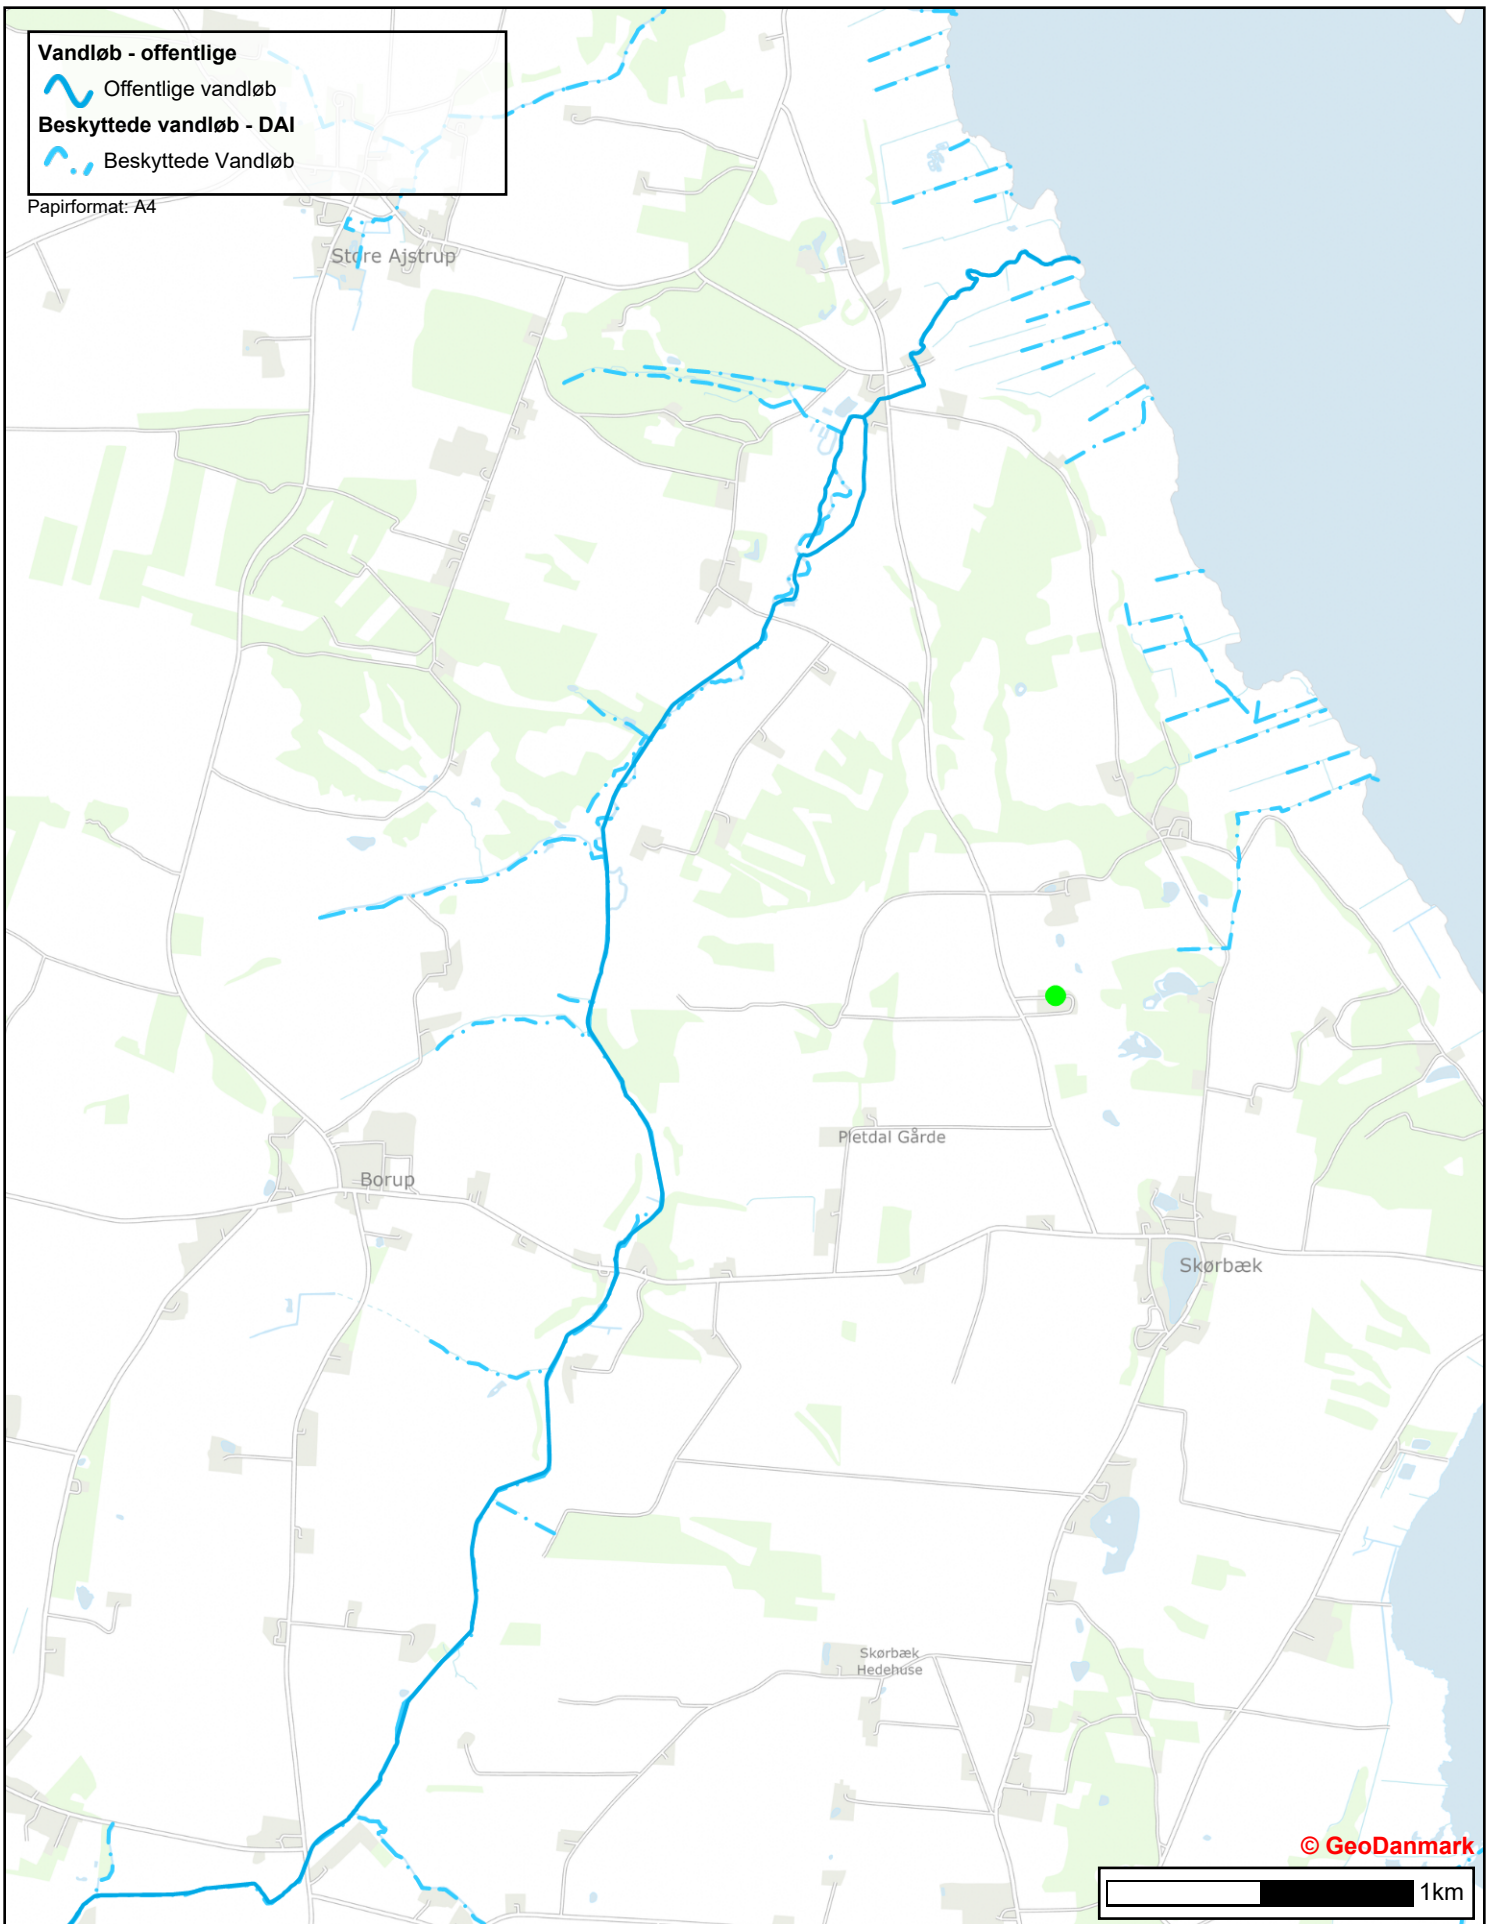 Vandløb - offentlige
Offentlige vandløb
Beskyttede vandløb - DAI
Beskyttede Vandløb
Papirformat: A4
Store Ajstrup
Pletdal Gårde
Borup
Skørbæk
Skørbæk
Hedehuse
© GeoDanmark
1km